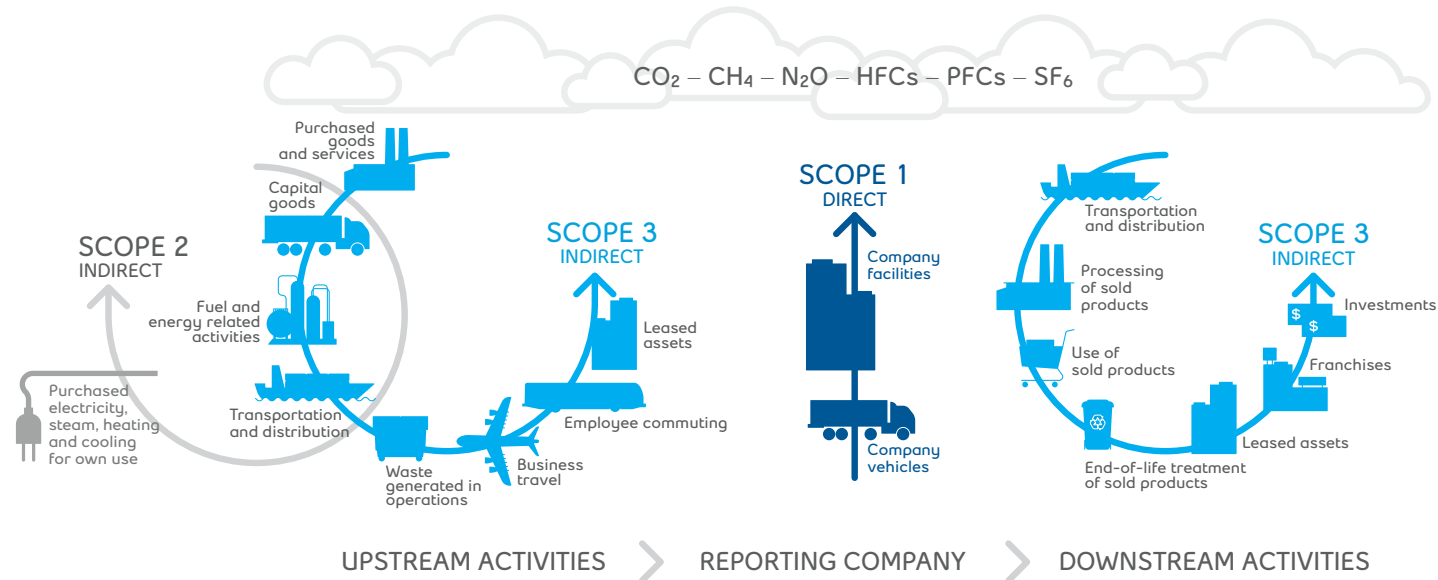 CO₂ – CH₄ – N₂O – HFCs – PFCs – SF₆
Purchased
goods
and services
Capital
goods
SCOPE 2
INDIRECT
Fuel and
energy related
activities
Purchased
electricity,
steam, heating
and cooling
for own use
Transportation
and distribution
Waste
generated in
operations
Business
travel
Employee commuting
Leased
assets
SCOPE 3
INDIRECT
SCOPE 1
DIRECT
Company
facilities
Company
vehicles
Transportation
and distribution
Processing
of sold
products
Use of
sold products
End-of-life treatment
of sold products
Leased assets
Franchises
$
$
Investments
SCOPE 3
INDIRECT
UPSTREAM ACTIVITIES
REPORTING COMPANY
DOWNSTREAM ACTIVITIES